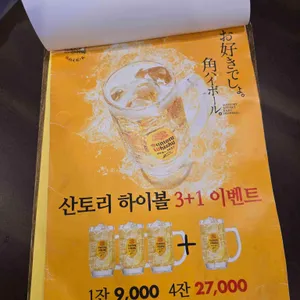 お好きでしょ。
角ハイボール。
산토리 하이볼 3+1 이벤트
+
1잔 9,000 4잔 27,000